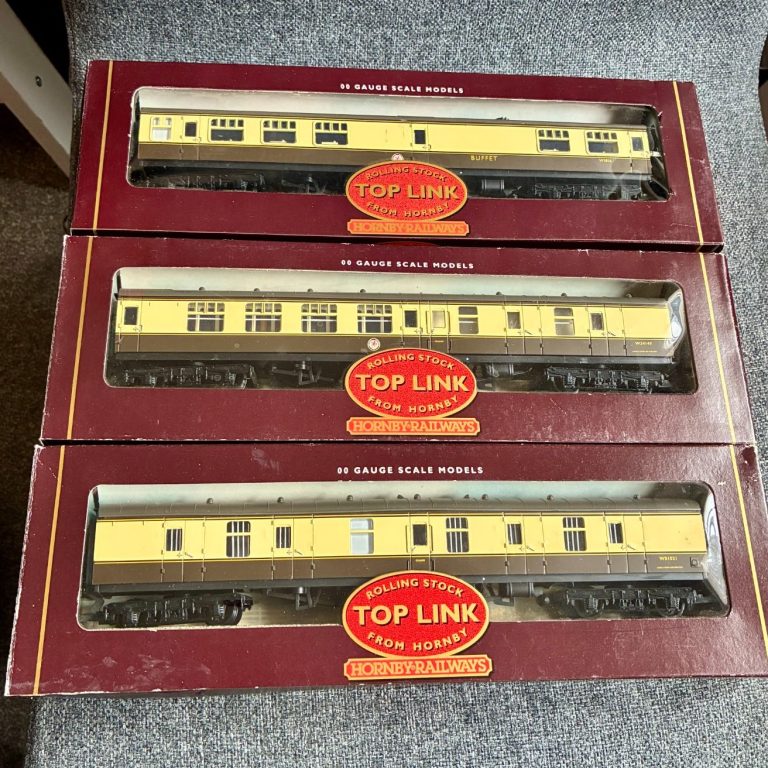 00 GAUGE SCALE MODELS
BUFFET
ROLLING STOCK
TOP LINK
FROM HORNBY
HORNBY RAILWAYS
00 GAUGE SCALE MODELS
ROLLING STOCK
TOP LINK
FROM HORNBY
HORNBY RAILWAYS
00 GAUGE SCALE MODELS
ROLLING STOCK
TOP LINK
FROM HORNBY
HORNBY RAILWAYS